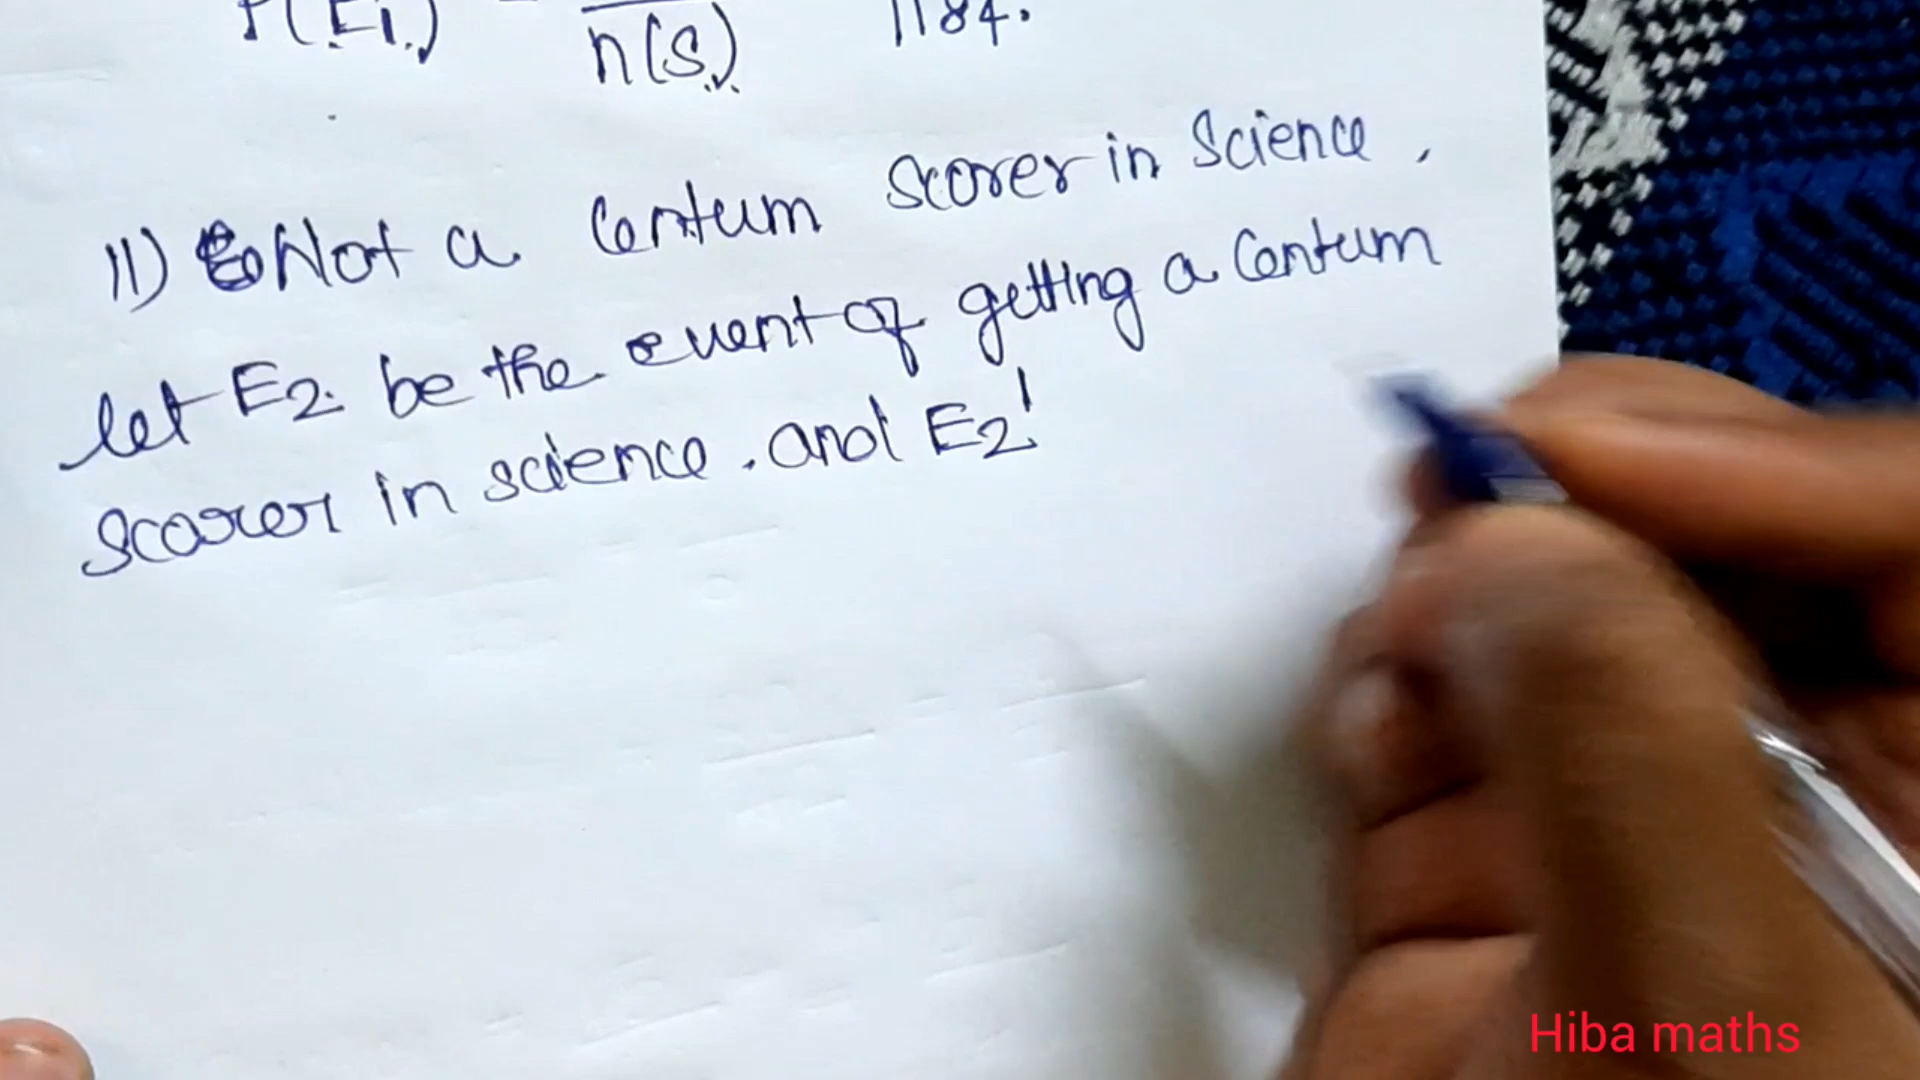 P(E1)
n(S) 1184.
11) Not a Centum Scorer in Science.
let E2 be the event of getting a Centum
Scorer in science. and E2'
Hiba maths